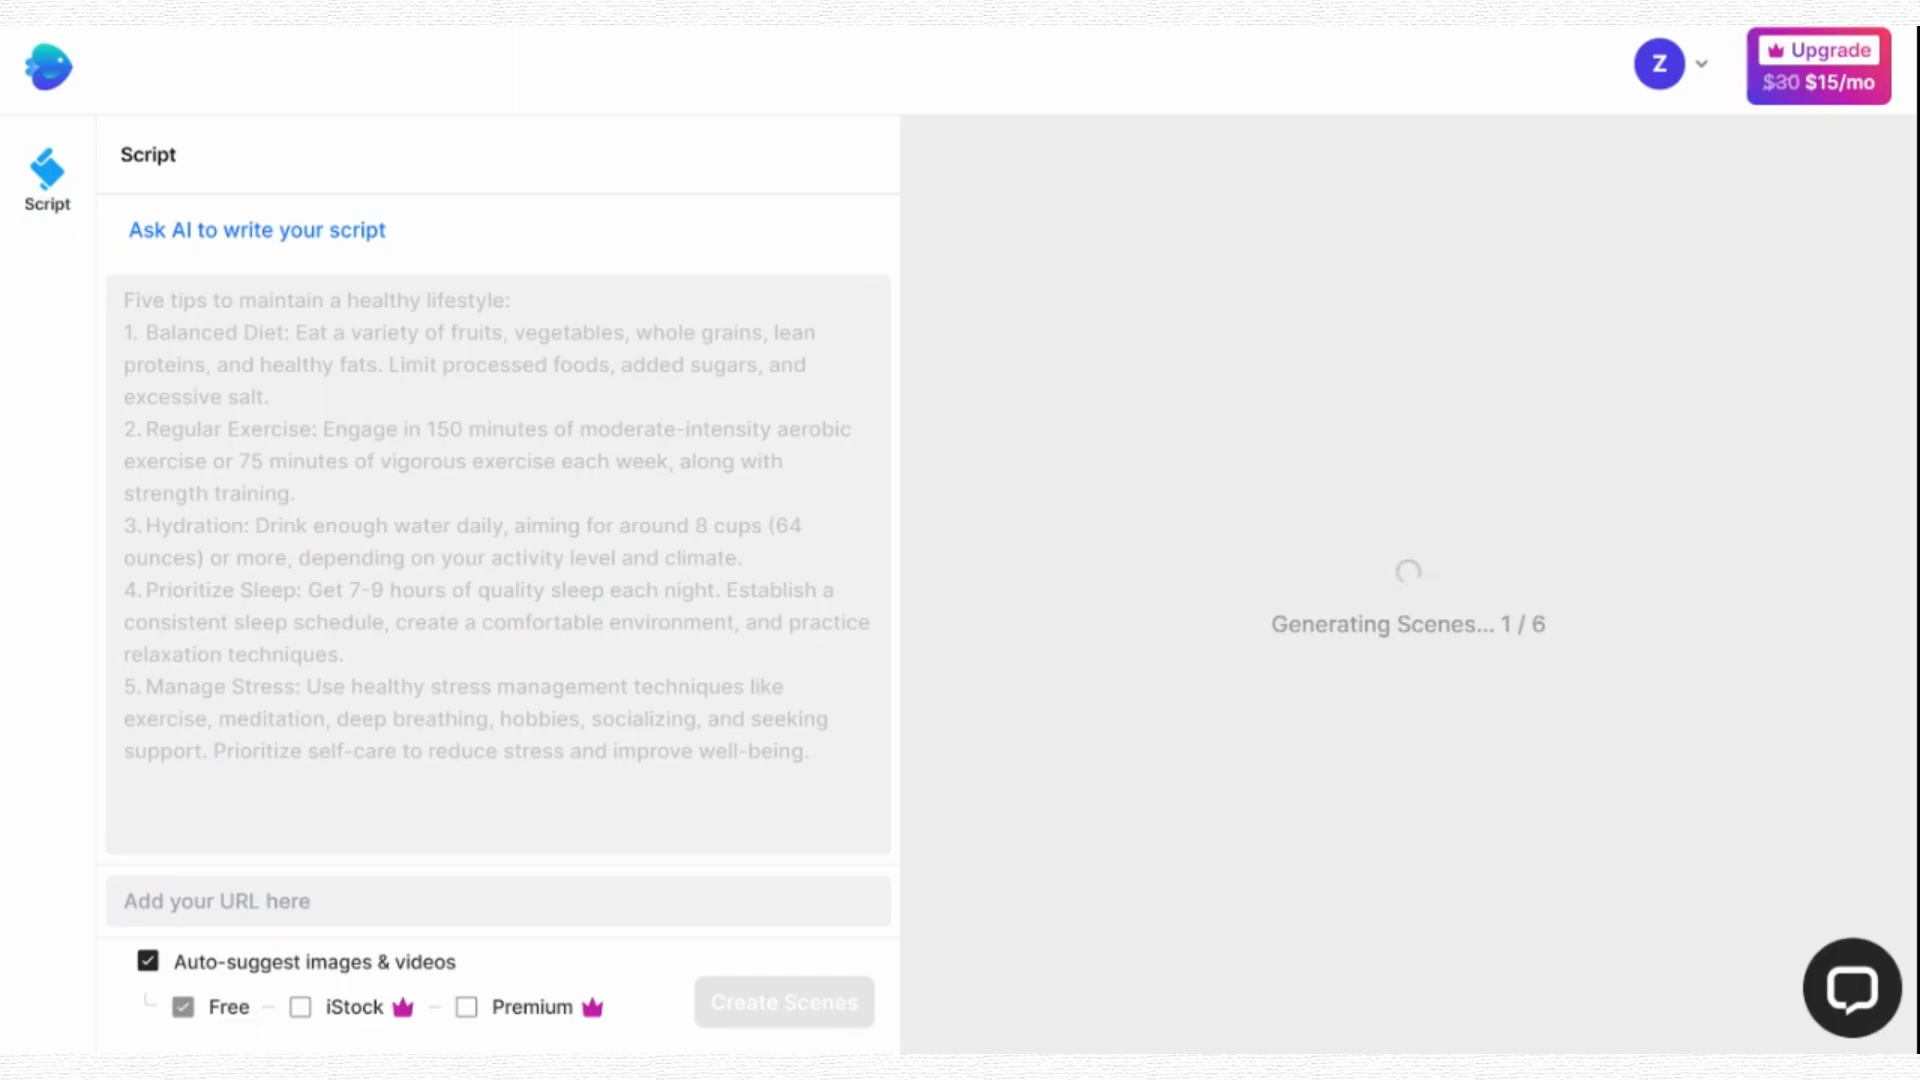 Z
Upgrade
$30 $15/mo
Script
Script
Ask AI to write your script
Five tips to maintain a healthy lifestyle:
1. Balanced Diet: Eat a variety of fruits, vegetables, whole grains, lean
proteins, and healthy fats. Limit processed foods, added sugars, and
excessive salt.
2. Regular Exercise: Engage in 150 minutes of moderate-intensity aerobic
exercise or 75 minutes of vigorous exercise each week, along with
strength training.
3. Hydration: Drink enough water daily, aiming for around 8 cups (64
ounces) or more, depending on your activity level and climate.
4. Prioritize Sleep: Get 7-9 hours of quality sleep each night. Establish a
consistent sleep schedule, create a comfortable environment, and practice
relaxation techniques.
5. Manage Stress: Use healthy stress management techniques like
exercise, meditation, deep breathing, hobbies, socializing, and seeking
support. Prioritize self-care to reduce stress and improve well-being.
Generating Scenes... 1 / 6
Add your URL here
Auto-suggest images & videos
Free iStock Premium
Create Scenes